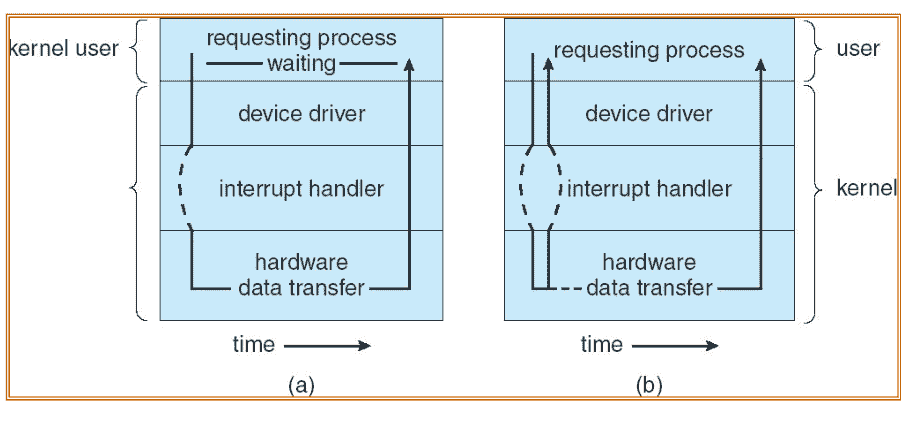 kernel user
requesting process
waiting
device driver
interrupt handler
hardware
data transfer
time
(a)
requesting process
device driver
interrupt handler
hardware
data transfer
time
(b)
user
kernel